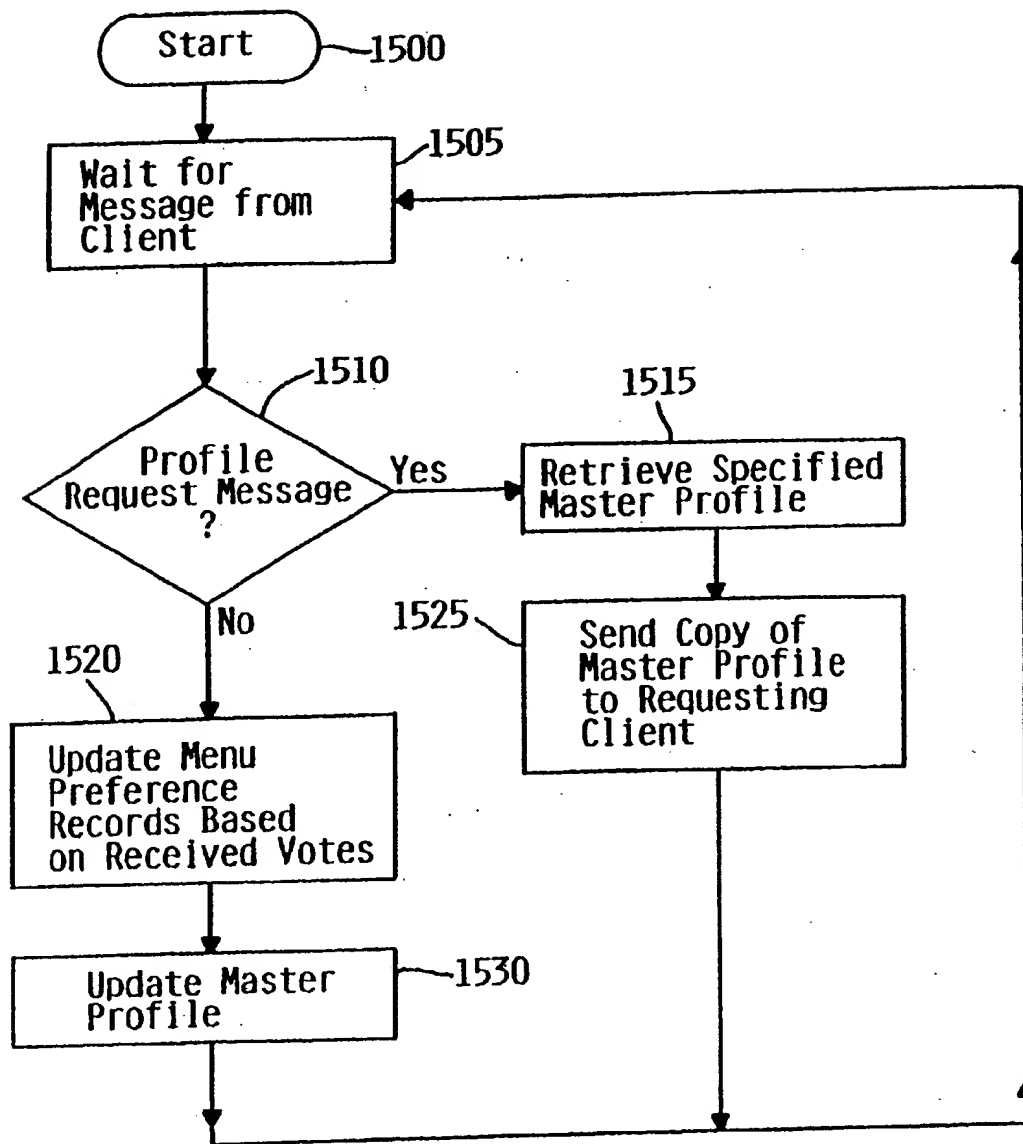 Start
1500
1505
Wait for
Message from
Client
1510
Profile
Request Message
?
Yes
1515
Retrieve Specified
Master Profile
No
1525
Send Copy of
Master Profile
to Requesting
Client
1520
Update Menu
Preference
Records Based
on Received Votes
Update Master
Profile
1530